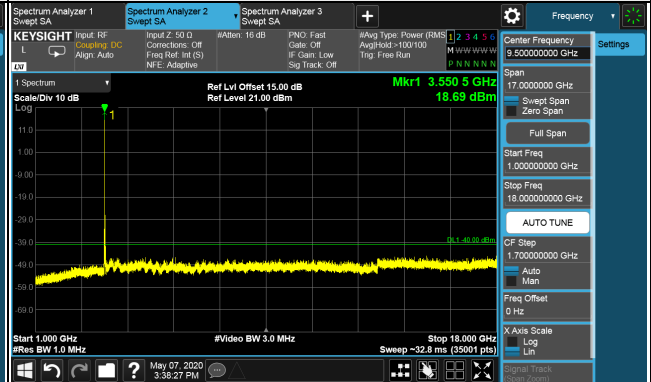 Spectrum Analyzer 1
Swept SA
Spectrum Analyzer 2
Swept SA
Spectrum Analyzer 3
Swept SA
+
Frequency
KEYSIGHT
L
LXI
Input: RF
Coupling: DC
Align: Auto
Input Z: 50 Ω
Corrections: Off
Freq Ref: Int (S)
NFE: Adaptive
#Atten: 16 dB
PNO: Fast
Gate: Off
IF Gain: Low
Sig Track: Off
#Avg Type: Power (RMS
Avg|Hold:>100/100
Trig: Free Run
1 2 3 4 5 6
M W W W W W
P N N N N N
1 Spectrum
Scale/Div 10 dB
Log
Ref Lvl Offset 15.00 dB
Ref Level 21.00 dBm
Mkr1 3.550 5 GHz
18.69 dBm
1
11.0
1.00
-9.00
-19.0
-29.0
-39.0
-49.0
-59.0
-69.0
DL1 -40.00 dBm
Start 1.000 GHz
#Res BW 1.0 MHz
#Video BW 3.0 MHz
Stop 18.000 GHz
Sweep ~32.8 ms (35001 pts)
?
May 07, 2020
3:38:27 PM
Center Frequency
9.500000000 GHz
Settings
Span
17.0000000 GHz
Swept Span
Zero Span
Full Span
Start Freq
1.000000000 GHz
Stop Freq
18.000000000 GHz
AUTO TUNE
CF Step
1.700000000 GHz
Auto
Man
Freq Offset
0 Hz
X Axis Scale
Log
Lin
Signal Track
(Span Zoom)